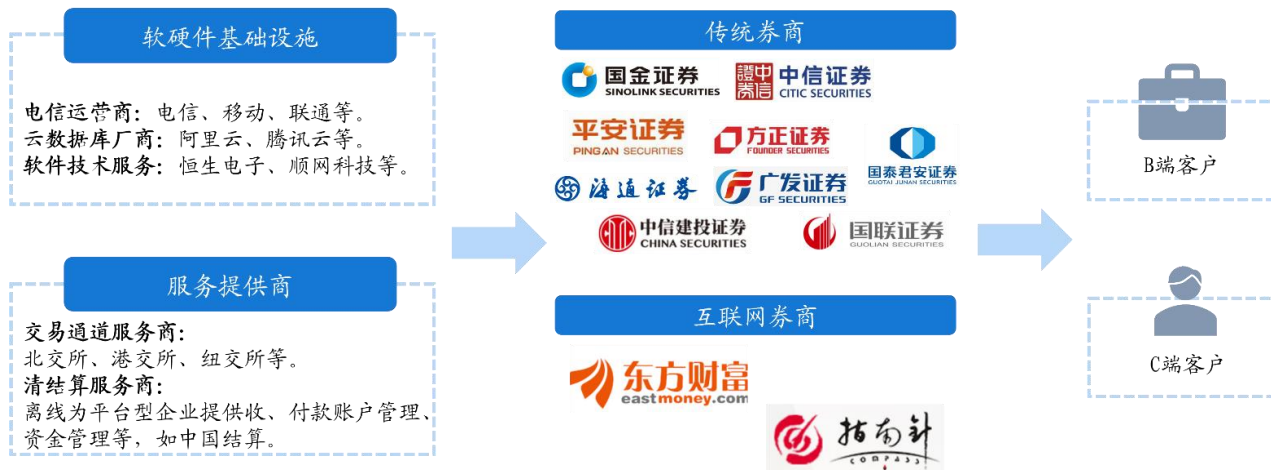 软硬件基础设施
电信运营商：电信、移动、联通等。
云数据库厂商：阿里云、腾讯云等。
软件技术服务：恒生电子、顺网科技等。
服务提供商
交易通道服务商：
北交所、港交所、纽交所等。
清结算服务商：
离线为平台型企业提供收、付款账户管理、
资金管理等，如中国结算。
传统券商
国金证券
SINOLINK SECURITIES
證中
券信
中信证券
CITIC SECURITIES
平安证券
PINGAN SECURITIES
方正证券
FOUNDER SECURITIES
国泰君安证券
GUOTAI JUNAN SECURITIES
海通证券
广发证券
GF SECURITIES
中信建投证券
CHINA SECURITIES
国联证券
GUOLIAN SECURITIES
互联网券商
东方财富
eastmoney.com
指南针
COMPASS
B端客户
C端客户